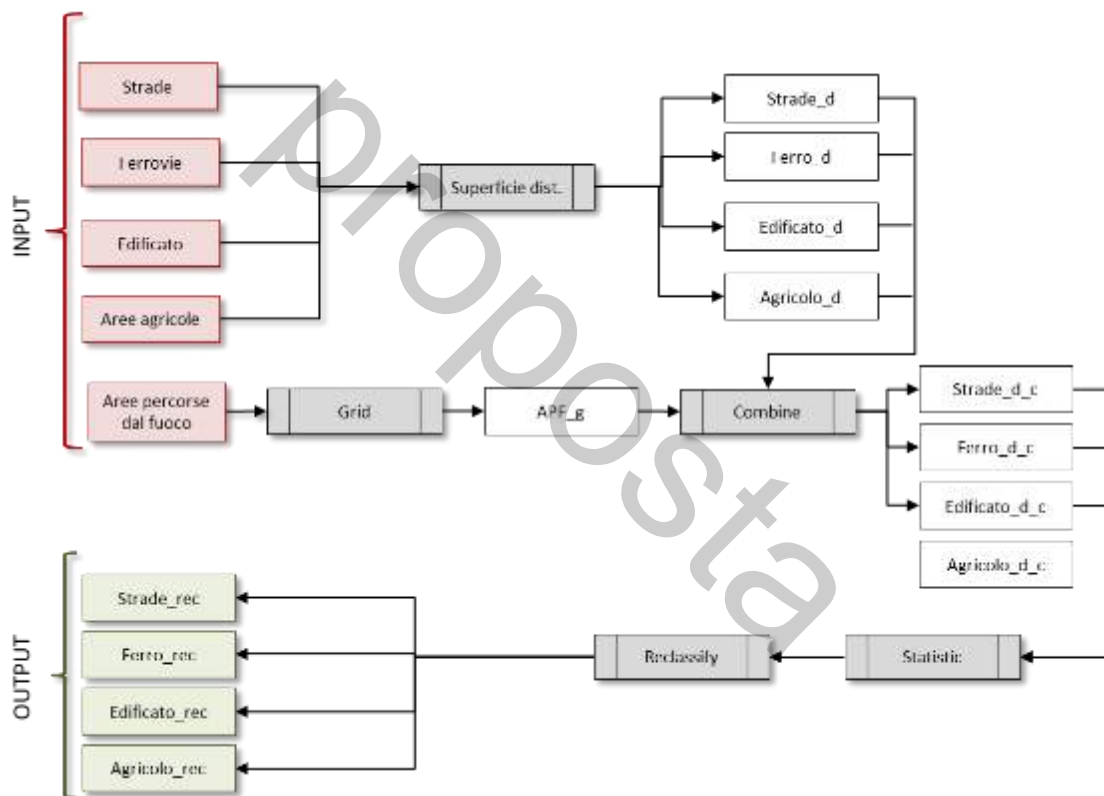 INPUT
Strade
Ferrovie
Edificato
Aree agricole
Aree percorse
dal fuoco
Superficie dist.
Strade_d
Ferro_d
Edificato_d
Agricolo_d
Grid
APF_g
Combine
Strade_d_c
Ferro_d_c
Edificato_d_c
Agricolo_d_c
OUTPUT
Strade_rec
Ferro_rec
Edificato_rec
Agricolo_rec
Reclassify
Statistic
proposta